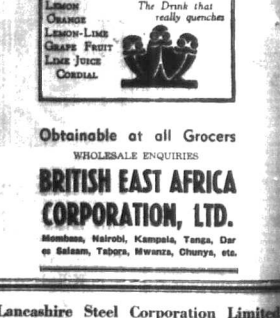 LEMON
ORANGE
LEMON-LIME
GRAPE FRUIT
LIME JUICE
CORDIAL
The Drink that
really quenches
Obtainable at all Grocers
WHOLESALE ENQUIRIES
BRITISH EAST AFRICA
CORPORATION, LTD.
Mombasa, Nairobi, Kampala, Tanga, Dar
es Salaam, Tabora, Mwanza, Chunya, etc.
Lancashire Steel Corporation Limite